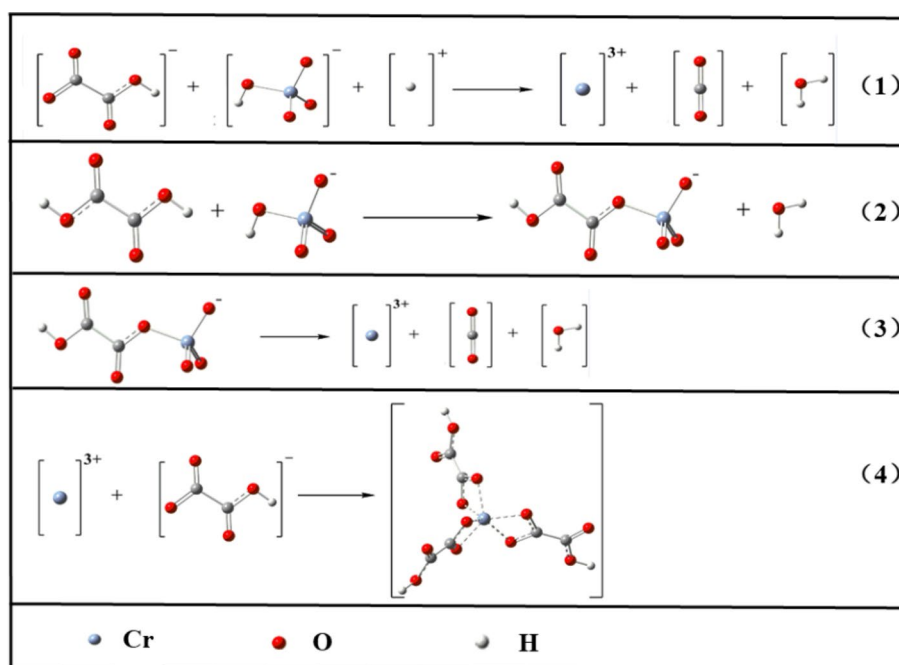 [ ]⁻ + : [ ]⁻ + [ ]⁺ [ ]³⁺ + [ ] + [ ] (1)
+ - - + (2)
- [ ]³⁺ + [ ] + [ ] (3)
[ ]³⁺ + [ ]⁻ [ ] (4)
Cr O H